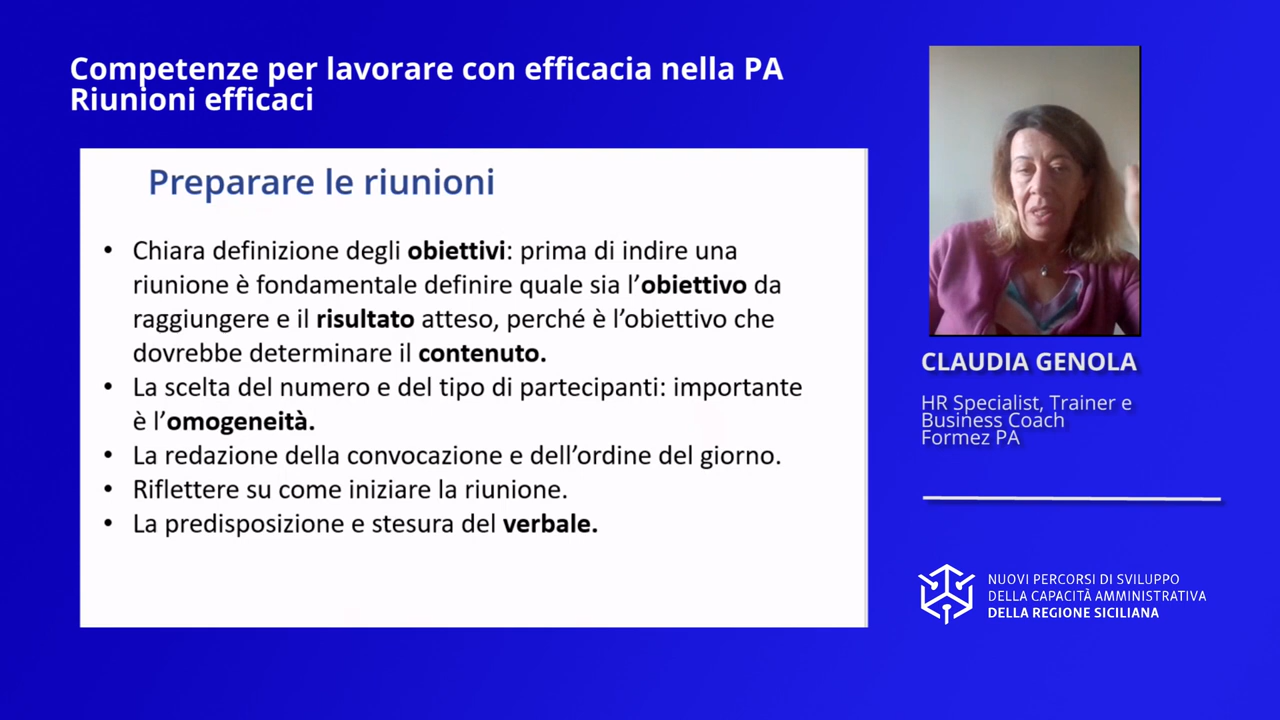 Competenze per lavorare con efficacia nella PA
Riunioni efficaci
Preparare le riunioni
• Chiara definizione degli obiettivi: prima di indire una
riunione è fondamentale definire quale sia l’obiettivo da
raggiungere e il risultato atteso, perché è l’obiettivo che
dovrebbe determinare il contenuto.
• La scelta del numero e del tipo di partecipanti: importante
è l’omogeneità.
• La redazione della convocazione e dell’ordine del giorno.
• Riflettere su come iniziare la riunione.
• La predisposizione e stesura del verbale.
CLAUDIA GENOLA
HR Specialist, Trainer e
Business Coach
Formez PA
NUOVI PERCORSI DI SVILUPPO
DELLA CAPACITÀ AMMINISTRATIVA
DELLA REGIONE SICILIANA